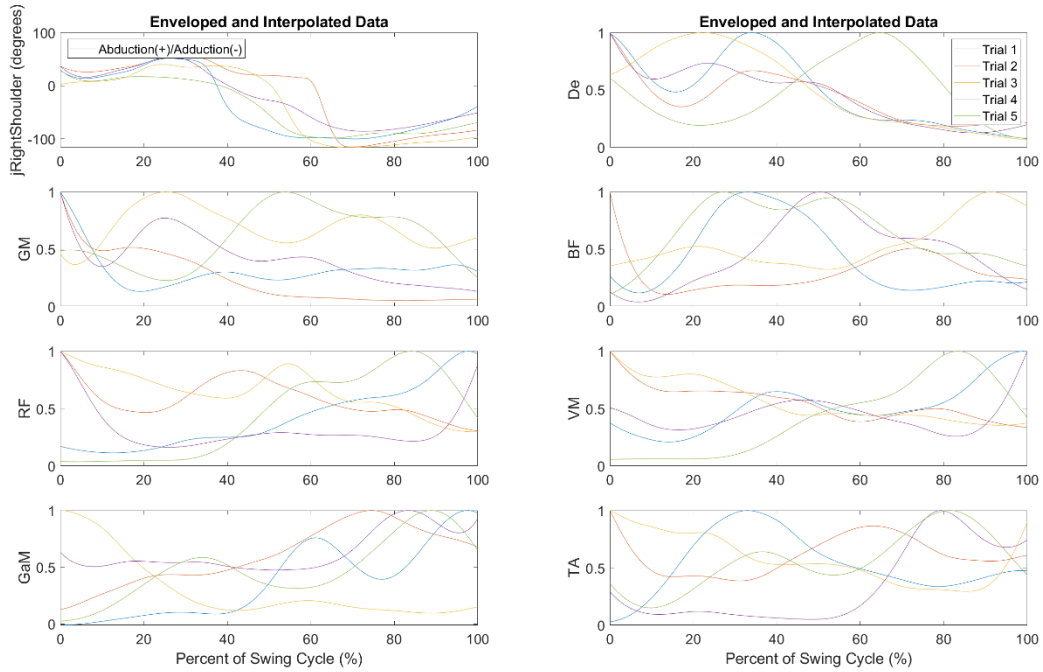 Enveloped and Interpolated Data
jRightShoulder (degrees)
100
0
-100
Abduction(+)/Adduction(-)
0 20 40 60 80 100
Enveloped and Interpolated Data
De
1
0.5
0
Trial 1
Trial 2
Trial 3
Trial 4
Trial 5
0 20 40 60 80 100
GM
1
0.5
0
0 20 40 60 80 100
BF
1
0.5
0
0 20 40 60 80 100
RF
1
0.5
0
0 20 40 60 80 100
VM
1
0.5
0
0 20 40 60 80 100
GaM
1
0.5
0
0 20 40 60 80 100
Percent of Swing Cycle (%)
TA
1
0.5
0
0 20 40 60 80 100
Percent of Swing Cycle (%)